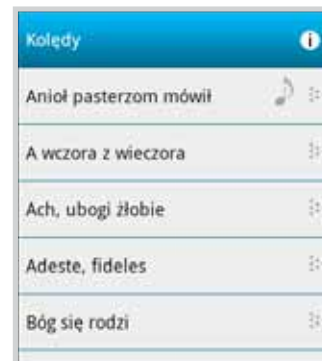 Kolędy
Anioł pasterzom mówił
A wczora z wieczora
Ach, ubogi żłobie
Adeste, fideles
Bóg się rodzi